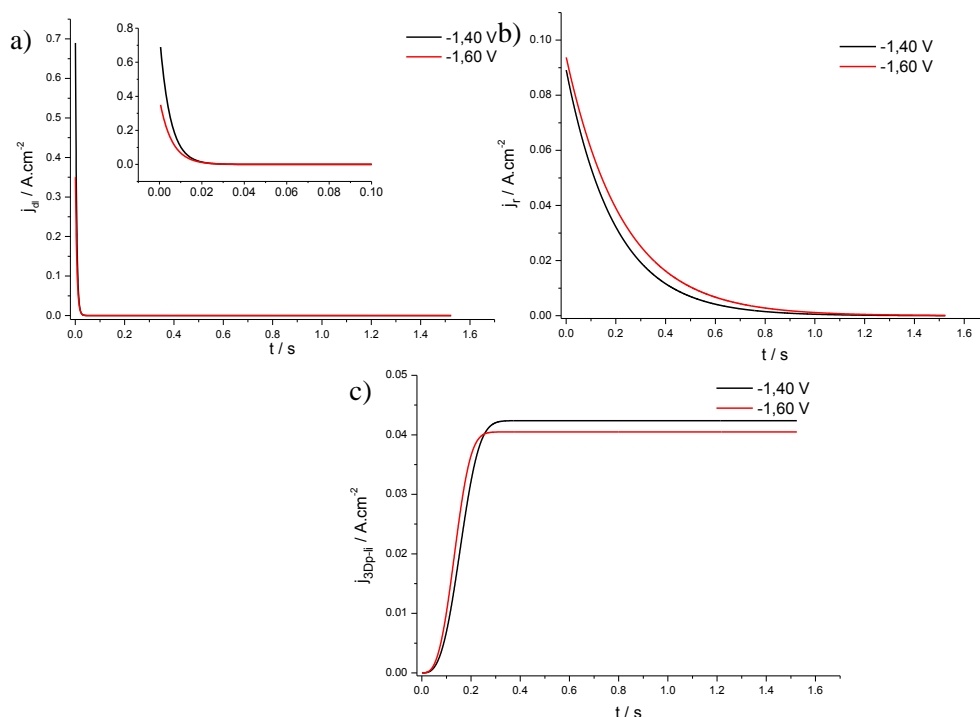 a)
-1,40 V
-1,60 V
0.8
0.6
0.4
0.2
0.0
0.00 0.02 0.04 0.06 0.08 0.10
0.7
0.6
0.5
0.4
0.3
0.2
0.1
0.0
0.0 0.2 0.4 0.6 0.8 1.0 1.2 1.4 1.6
j_dl / A.cm⁻²
t / s
b)
-1,40 V
-1,60 V
0.10
0.08
0.06
0.04
0.02
0.00
0.0 0.2 0.4 0.6 0.8 1.0 1.2 1.4 1.6
j_r / A.cm⁻²
t / s
c)
-1,40 V
-1,60 V
0.05
0.04
0.03
0.02
0.01
0.00
0.0 0.2 0.4 0.6 0.8 1.0 1.2 1.4 1.6
j_3Dp-li / A.cm⁻²
t / s